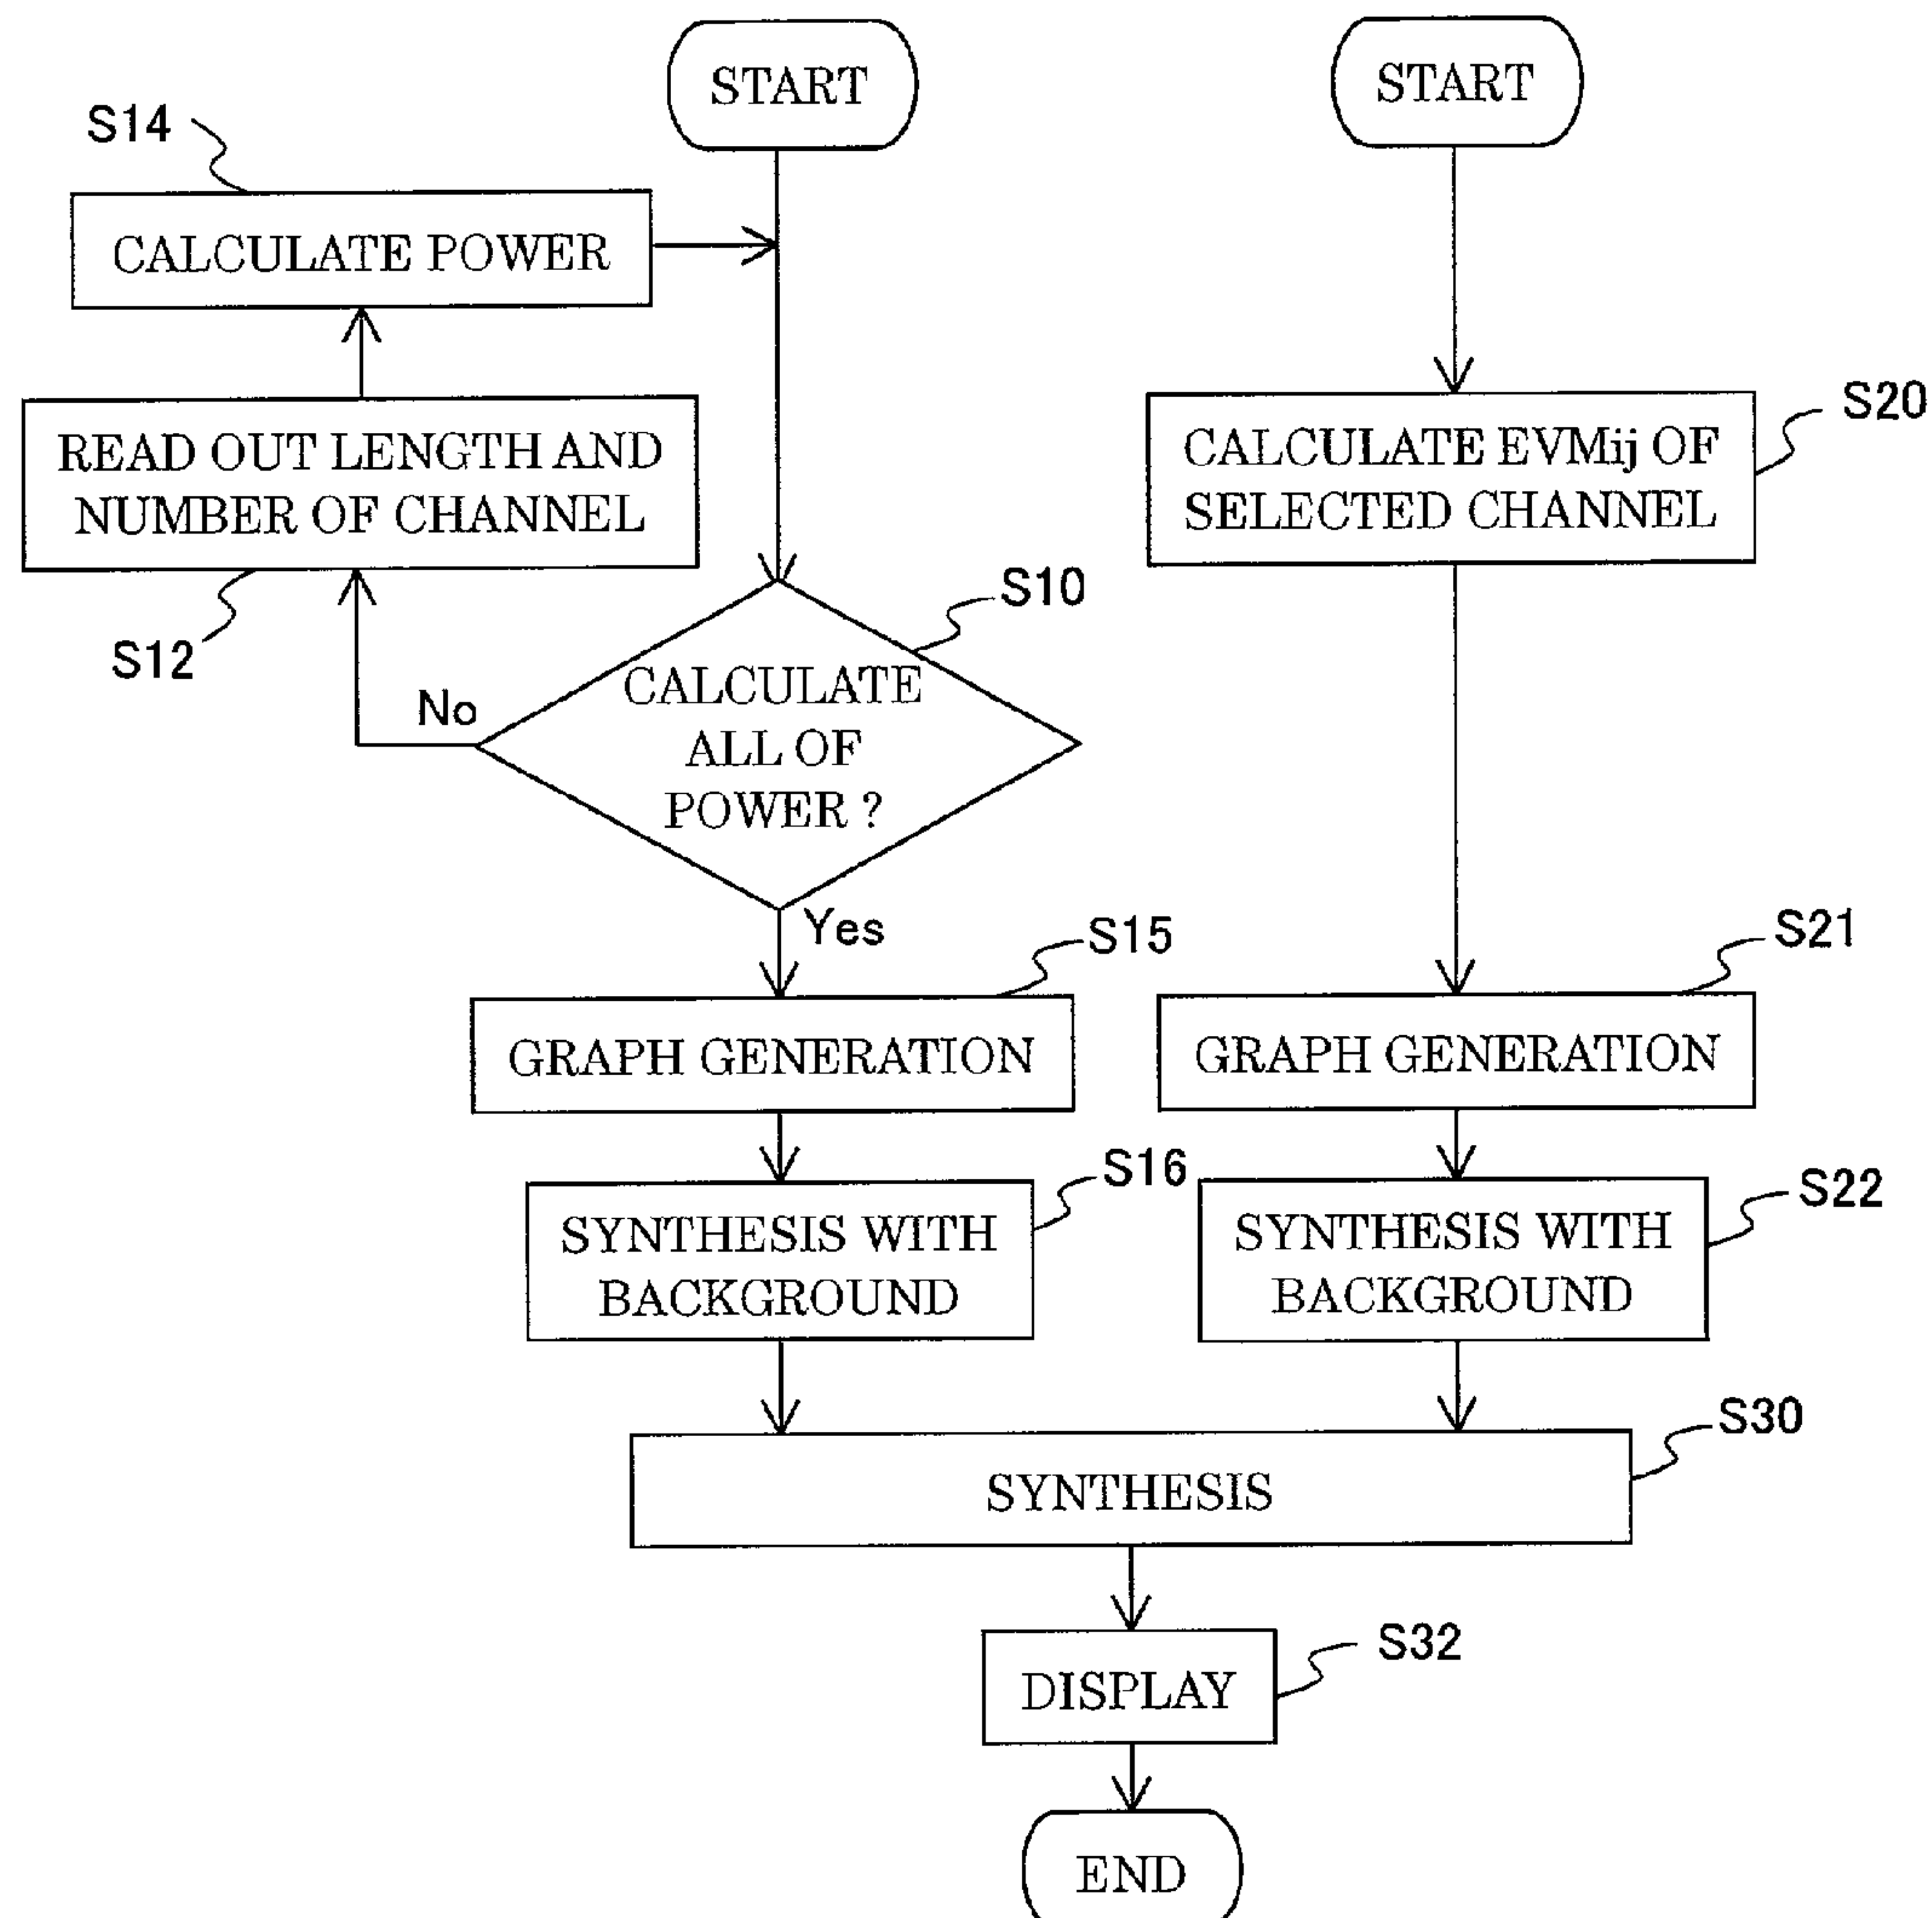 START
START
S14
CALCULATE POWER
S20
READ OUT LENGTH AND
NUMBER OF CHANNEL
CALCULATE EVMij OF
SELECTED CHANNEL
S10
S12
No
CALCULATE
ALL OF
POWER ?
Yes
S15
S21
GRAPH GENERATION
GRAPH GENERATION
S16
S22
SYNTHESIS WITH
BACKGROUND
SYNTHESIS WITH
BACKGROUND
S30
SYNTHESIS
S32
DISPLAY
END